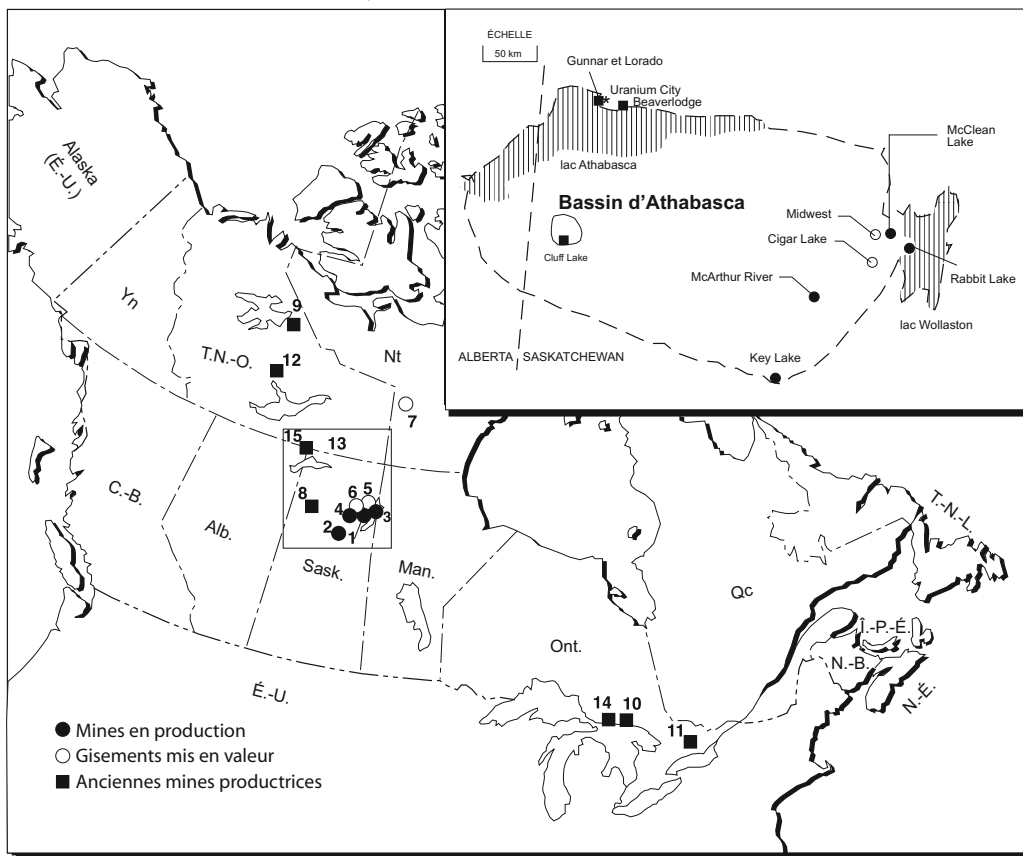 ÉCHELLE
50 km
Gunnar et Lorado
Uranium City
*
Beaverlodge
McClean
Lake
lac Athabasca
Bassin d'Athabasca
Midwest
Cigar Lake
Cluff Lake
McArthur River
Rabbit Lake
lac Wollaston
ALBERTA
SASKATCHEWAN
Key Lake
Alaska
(É.-U.)
Yn
9
T.N.-O.
12
Nt
7
15
13
C.-B.
Alb.
8
6
5
4
3
2
1
Sask.
Man.
T.-N.-L.
Qc
Î.-P.-É.
N.-B.
N.-É.
Ont.
É.-U.
14
10
11
Mines en production
Gisements mis en valeur
Anciennes mines productrices